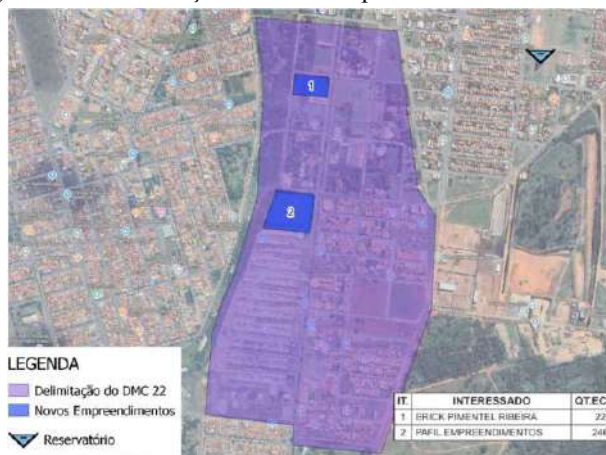 1
2
LEGENDA
Delimitação do DMC 22
Novos Empreendimentos
Reservatório
IT. INTERESSADO QT.EC
1 ERICK PIMENTEL RIBEIRA 22
2 PAFIL EMPREENDIMENTOS